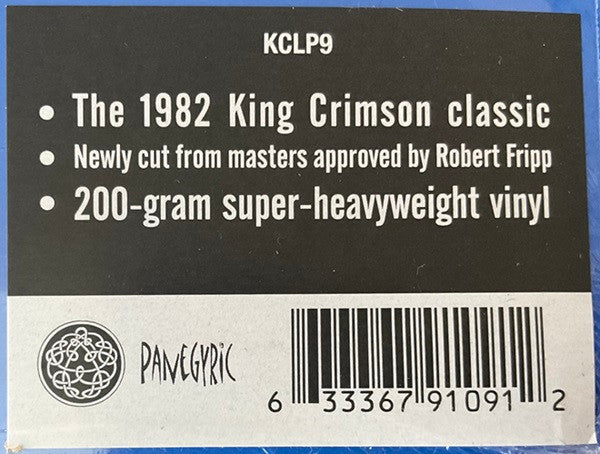 KCLP9
• The 1982 King Crimson classic
• Newly cut from masters approved by Robert Fripp
• 200-gram super-heavyweight vinyl
PANEGYRIC
6 33367 91091 2